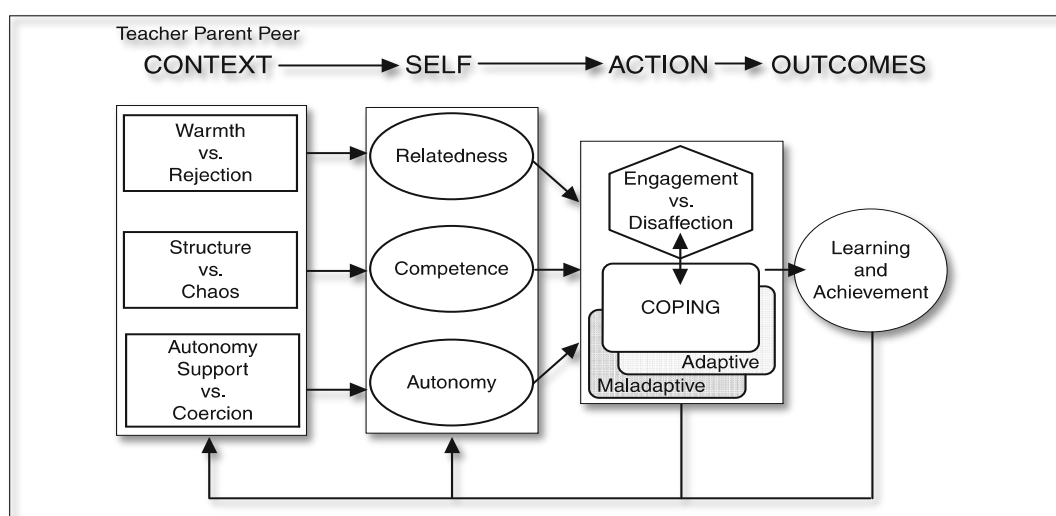 Teacher Parent Peer
CONTEXT SELF ACTION OUTCOMES
Warmth
vs.
Rejection
Structure
vs.
Chaos
Autonomy
Support
vs.
Coercion
Relatedness
Competence
Autonomy
Engagement
vs.
Disaffection
COPING
Adaptive
Maladaptive
Learning
and
Achievement